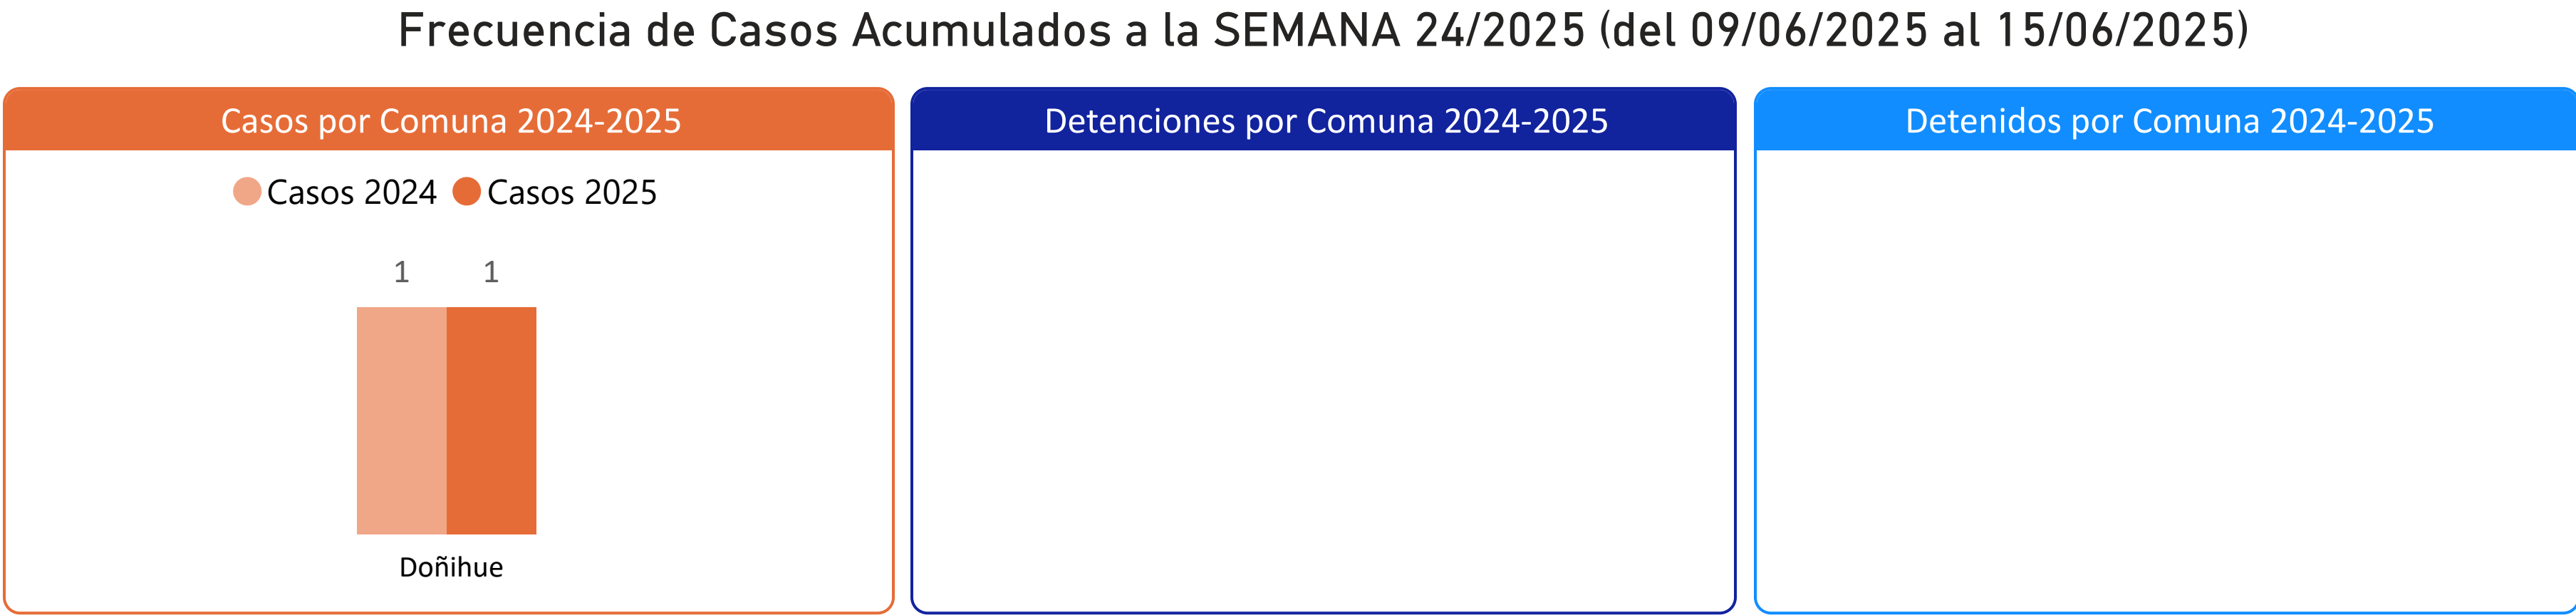 Frecuencia de Casos Acumulados a la SEMANA 24/2025 (del 09/06/2025 al 15/06/2025)
Casos por Comuna 2024-2025
Casos 2024 Casos 2025
1 1
Doñihue
Detenciones por Comuna 2024-2025
Detenidos por Comuna 2024-2025